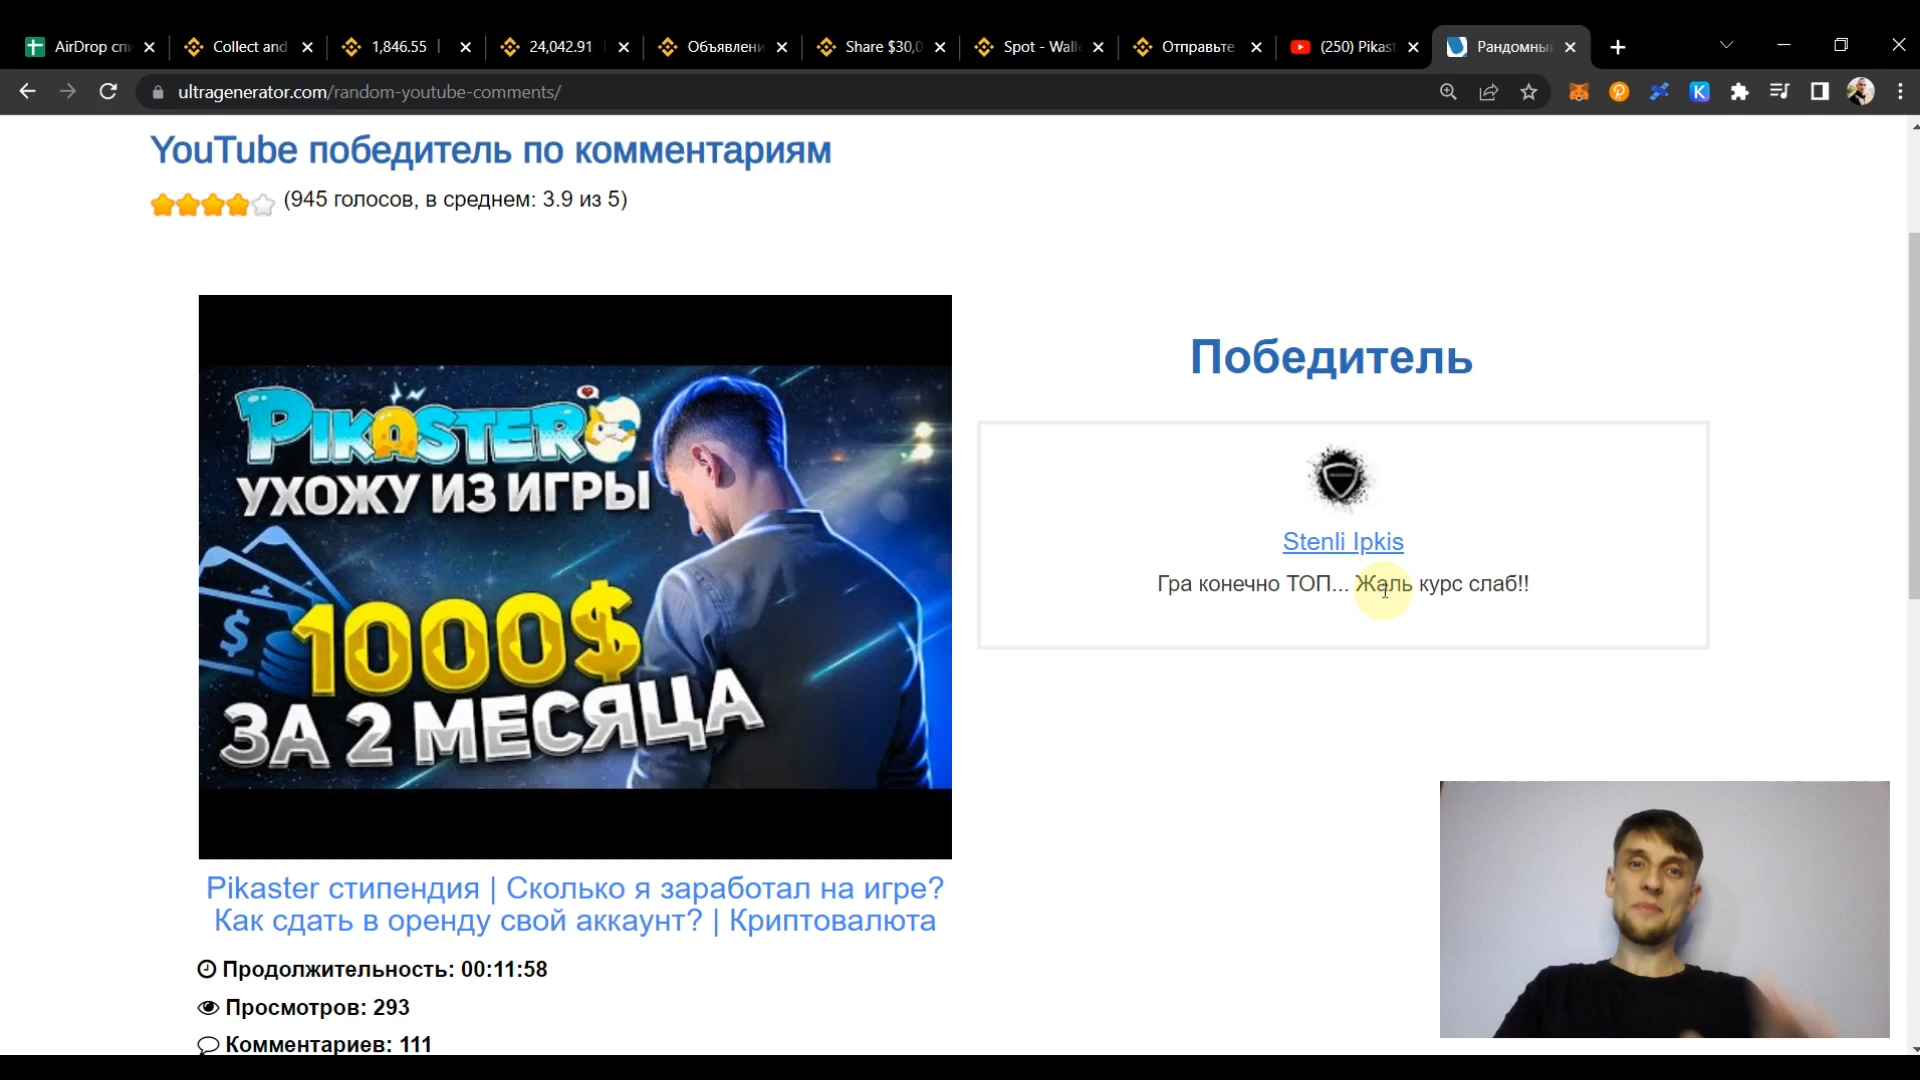 AirDrop сп
Collect and
1,846.55
24,042.91
Объявлени
Share $30,0
Spot - Wall
Отправьте
(250) Pikast
Рандомны
ultragenerator.com/random-youtube-comments/
YouTube победитель по комментариям
(945 голосов, в среднем: 3.9 из 5)
PIKASTER
УХОЖУ ИЗ ИГРЫ
$
1000$
ЗА 2 МЕСЯЦА
Победитель
Stenli Ipkis
Гра конечно ТОП... Жаль курс слаб!!
Pikaster стипендия | Сколько я заработал на игре?
Как сдать в оренду свой аккаунт? | Криптовалюта
Продолжительность: 00:11:58
Просмотров: 293
Комментариев: 111